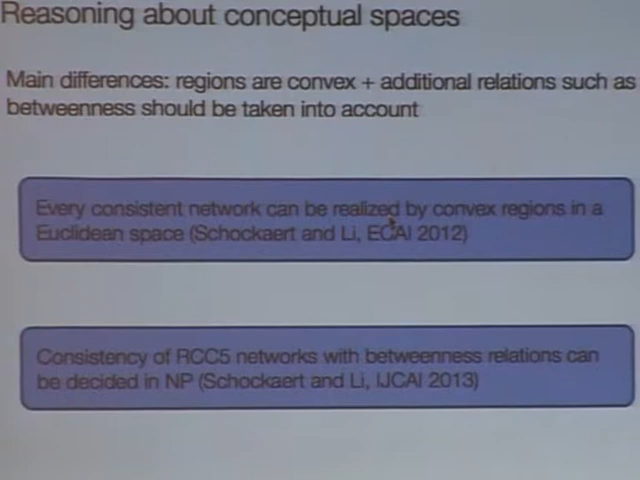 Reasoning about conceptual spaces
Main differences: regions are convex + additional relations such as
betweenness should be taken into account
Every consistent network can be realized by convex regions in a
Euclidean space (Schockaert and Li, ECAI 2012)
Consistency of RCC5 networks with betweenness relations can
be decided in NP (Schockaert and Li, IJCAI 2013)